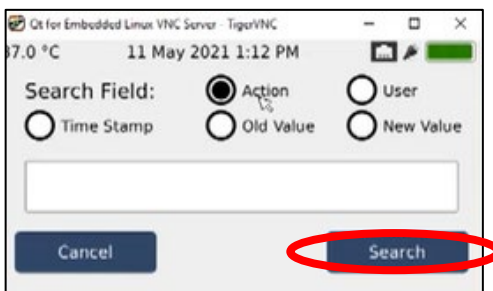 Qt for Embedded Linux VNC Server - TigerVNC
37.0 °C 11 May 2021 1:12 PM
Search Field: Action User
Time Stamp Old Value New Value
Cancel Search